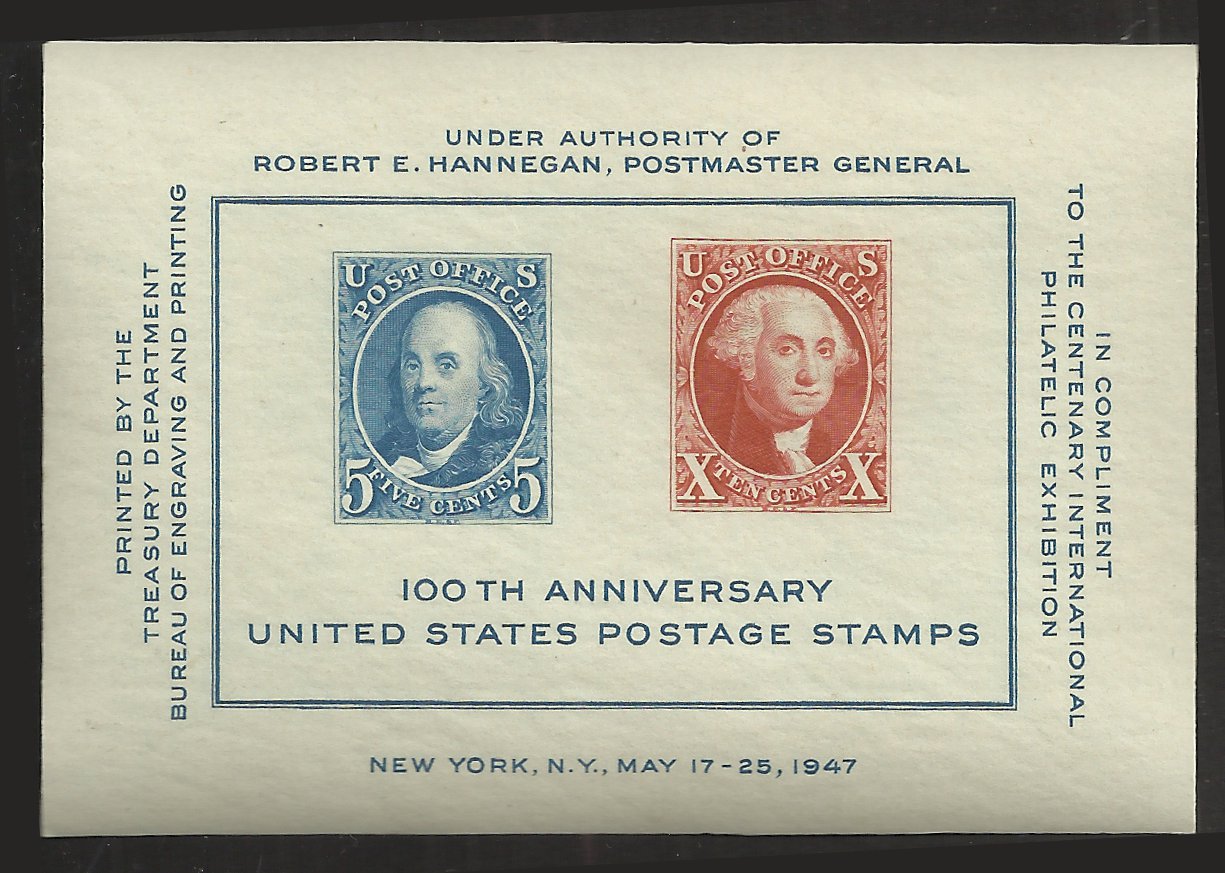 UNDER AUTHORITY OF
ROBERT E. HANNEGAN, POSTMASTER GENERAL
PRINTED BY THE
TREASURY DEPARTMENT
BUREAU OF ENGRAVING AND PRINTING
U S
POST OFFICE
5 FIVE CENTS 5
U S
POST OFFICE
X TEN CENTS X
100TH ANNIVERSARY
UNITED STATES POSTAGE STAMPS
IN COMPLIMENT
TO THE CENTENARY INTERNATIONAL
PHILATELIC EXHIBITION
NEW YORK, N.Y., MAY 17-25, 1947